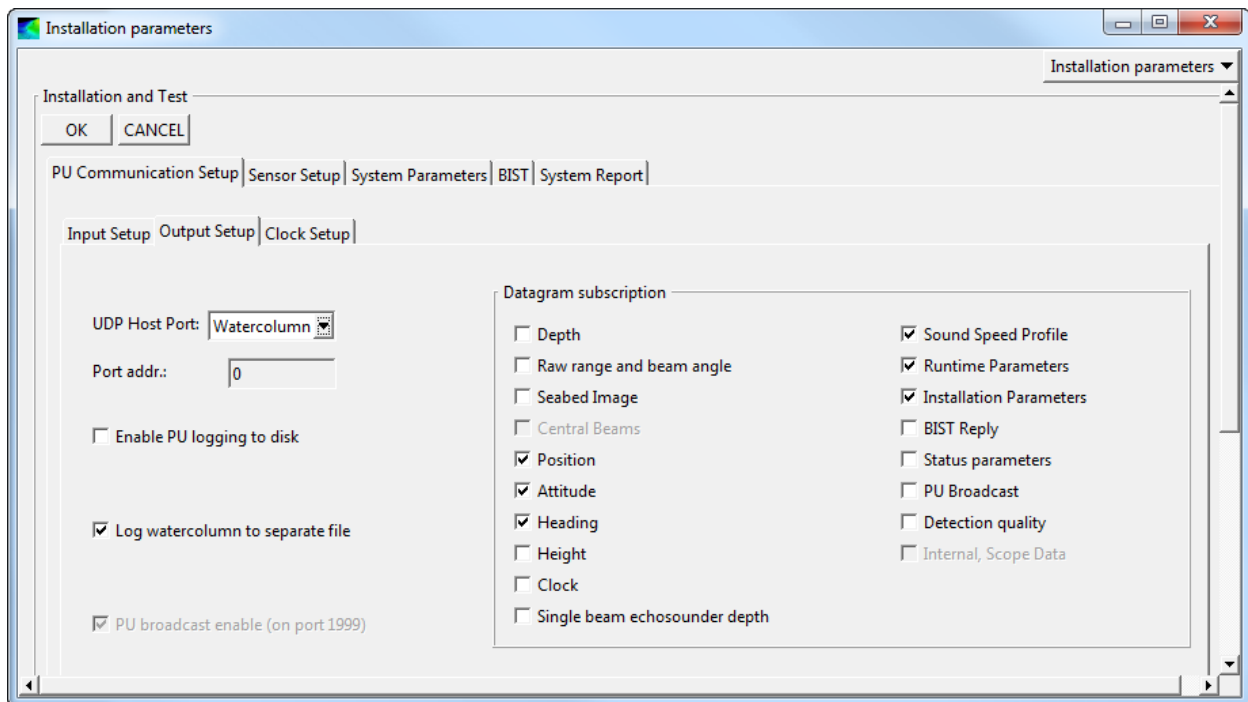 Installation parameters
Installation parameters
Installation and Test
OK CANCEL
PU Communication Setup Sensor Setup System Parameters BIST System Report
Input Setup Output Setup Clock Setup
UDP Host Port: Watercolumn
Port addr.: 0
Enable PU logging to disk
Log watercolumn to separate file
PU broadcast enable (on port 1999)
Datagram subscription
Depth
Raw range and beam angle
Seabed Image
Central Beams
Position
Attitude
Heading
Height
Clock
Single beam echosounder depth
Sound Speed Profile
Runtime Parameters
Installation Parameters
BIST Reply
Status parameters
PU Broadcast
Detection quality
Internal, Scope Data